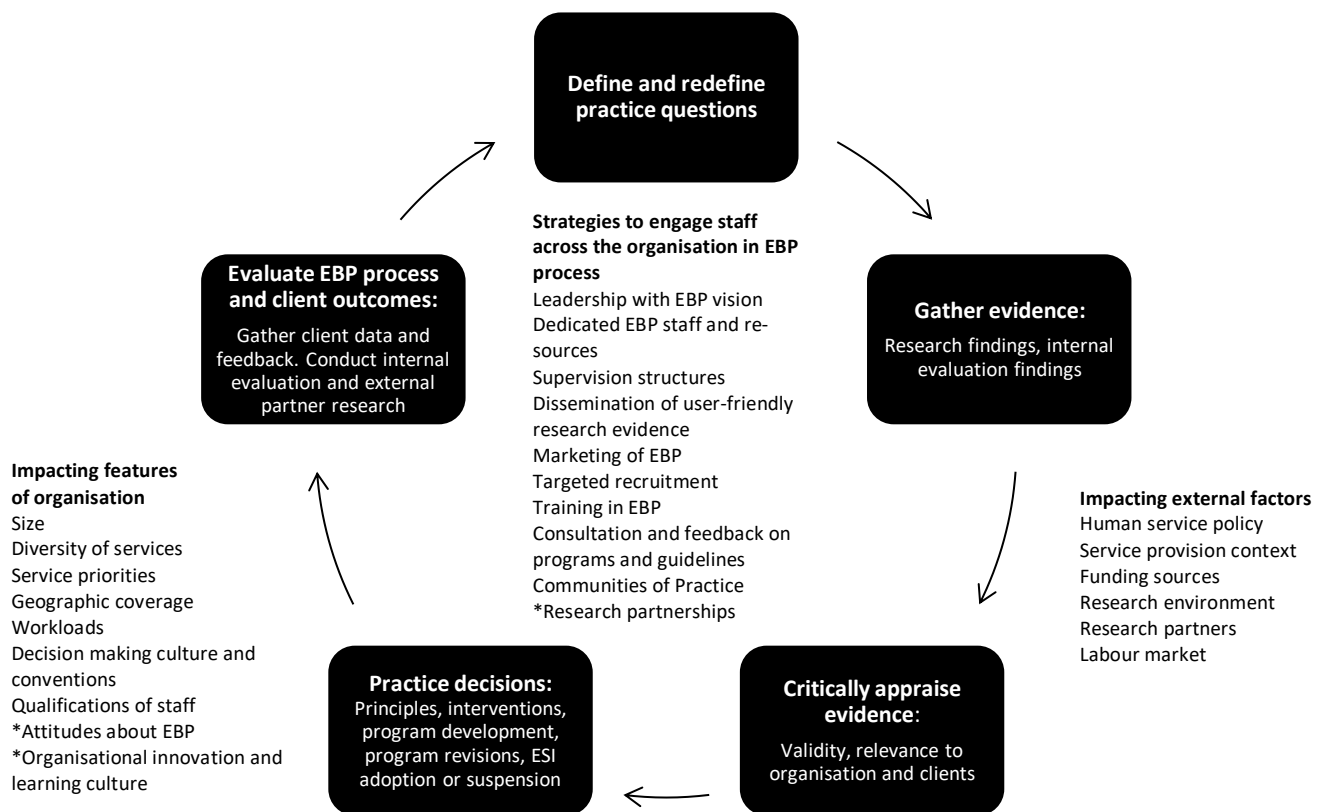 Define and redefine
practice questions
Strategies to engage staff
across the organisation in EBP
process
Leadership with EBP vision
Dedicated EBP staff and re-
sources
Supervision structures
Dissemination of user-friendly
research evidence
Marketing of EBP
Targeted recruitment
Training in EBP
Consultation and feedback on
programs and guidelines
Communities of Practice
*Research partnerships
Evaluate EBP process
and client outcomes:
Gather client data and
feedback. Conduct internal
evaluation and external
partner research
Gather evidence:
Research findings, internal
evaluation findings
Impacting features
of organisation
Size
Diversity of services
Service priorities
Geographic coverage
Workloads
Decision making culture and
conventions
Qualifications of staff
*Attitudes about EBP
*Organisational innovation and
learning culture
Impacting external factors
Human service policy
Service provision context
Funding sources
Research environment
Research partners
Labour market
Practice decisions:
Principles, interventions,
program development,
program revisions, ESI
adoption or suspension
Critically appraise
evidence:
Validity, relevance to
organisation and clients